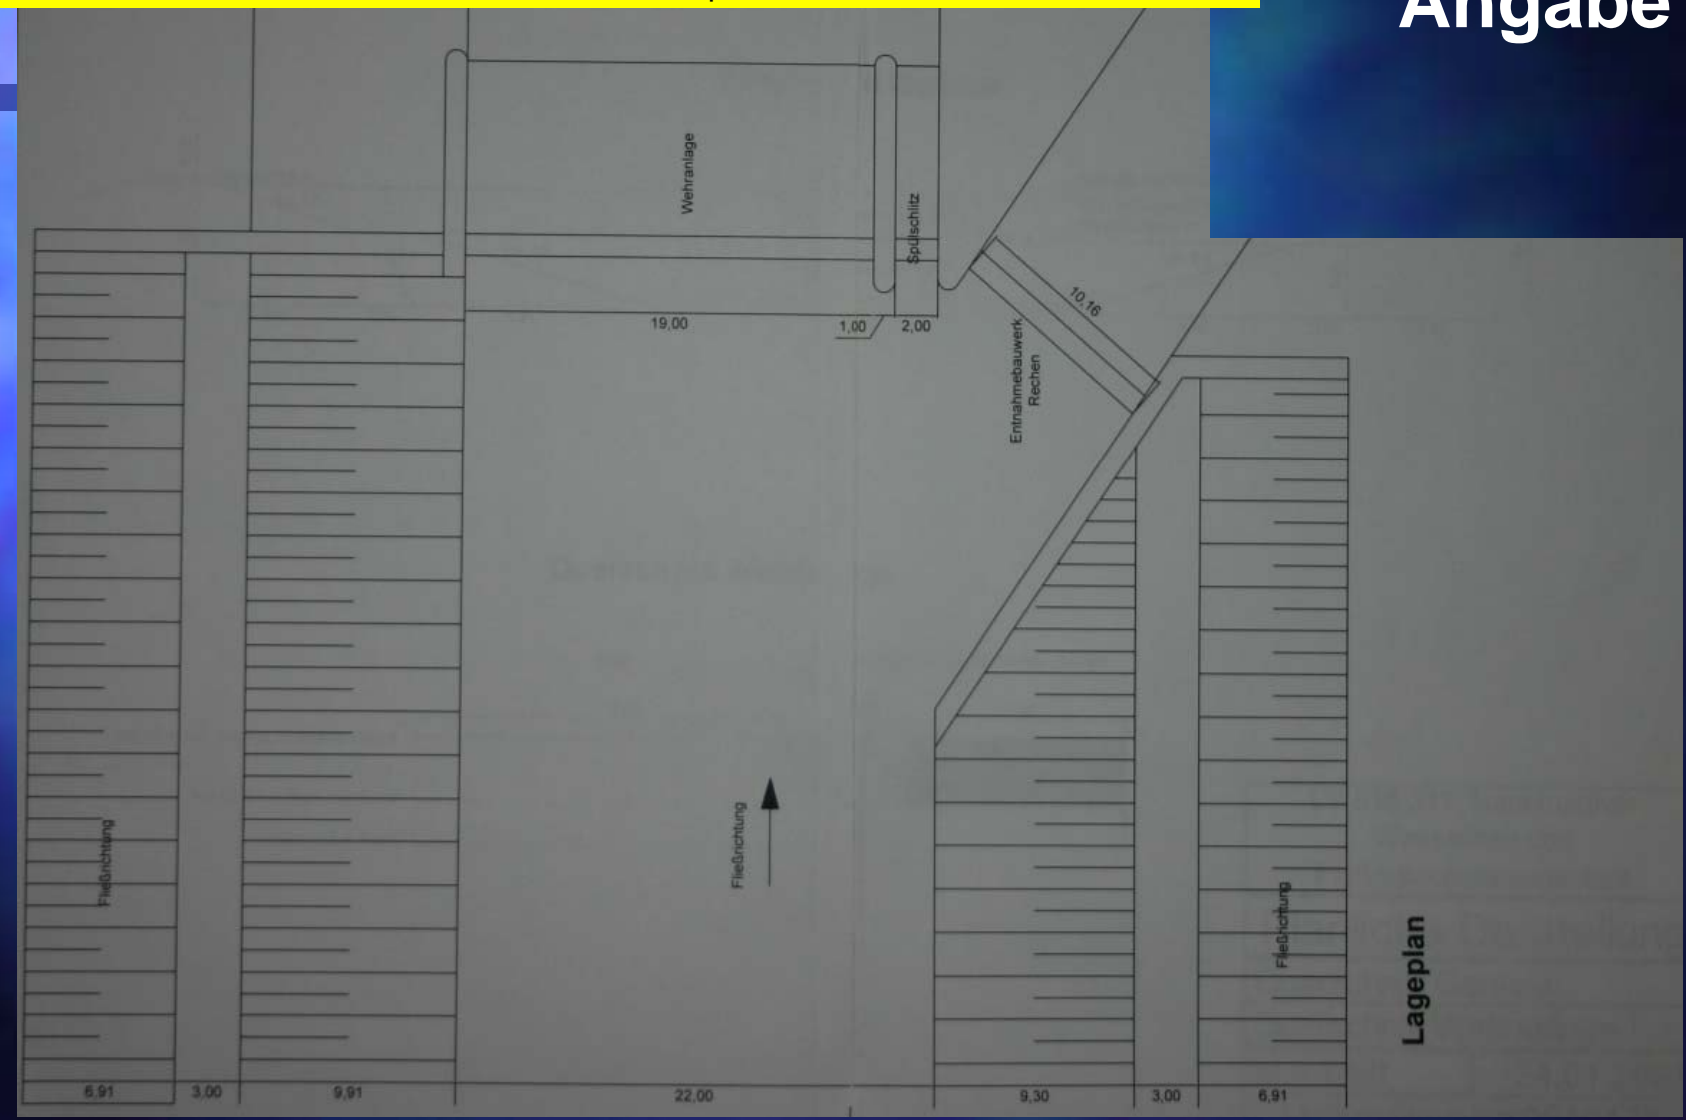 Angabe
Wehranlage
Spülschlitz
19,00
1,00
2,00
10,16
Entnahmebauwerk
Rechen
Fließrichtung
Fließrichtung
Fließrichtung
Lageplan
6,91
3,00
9,91
22,00
9,30
3,00
6,91